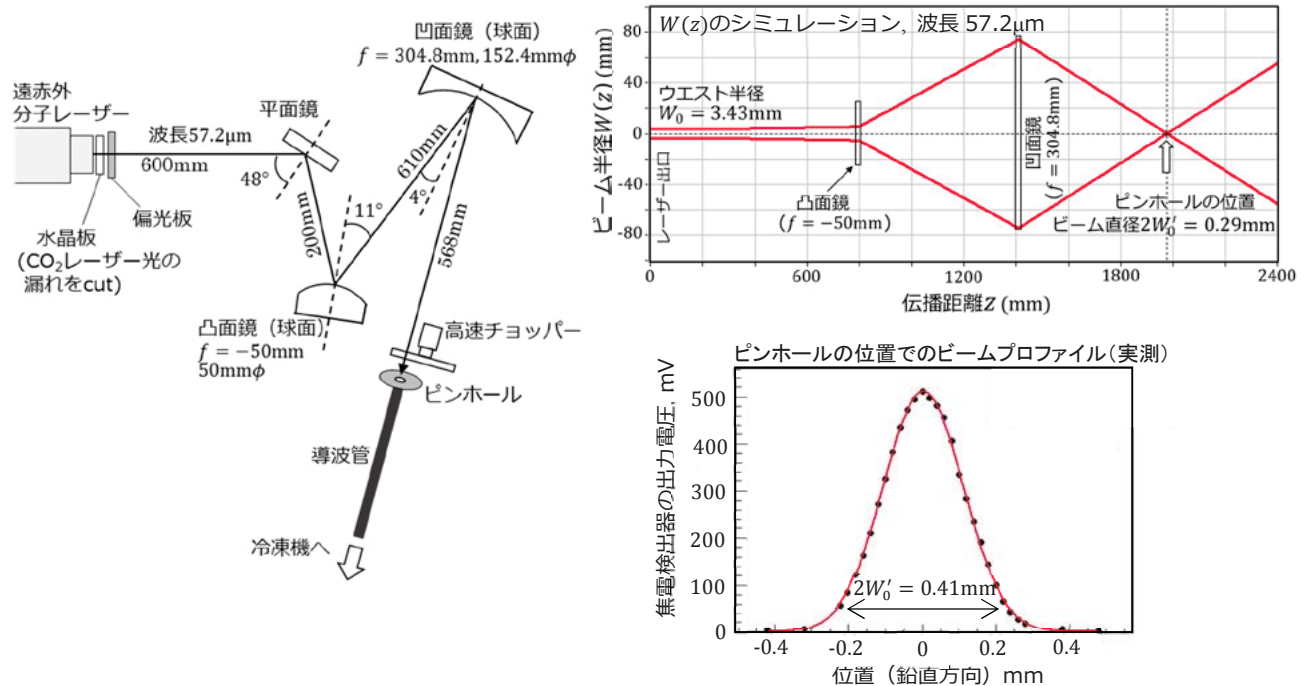 凹面鏡（球面）
f = 304.8mm, 152.4mmϕ
遠赤外
分子レーザー
平面鏡
波長57.2μm
600mm
48°
610mm
4°
11°
200mm
568mm
偏光板
水晶板
(CO₂レーザー光の
漏れをcut)
凸面鏡（球面）
f = −50mm
50mmϕ
高速チョッパー
ピンホール
導波管
冷凍機へ
W(z)のシミュレーション, 波長 57.2μm
ビーム半径W(z) (mm)
80
40
0
-40
-80
ウエスト半径
W₀ = 3.43mm
レーザー出口
凸面鏡
(f = −50mm)
凹面鏡
(f = 304.8mm)
ピンホールの位置
ビーム直径2W₀′ = 0.29mm
0
600
1200
1800
2400
伝播距離Z (mm)
ピンホールの位置でのビームプロファイル(実測)
焦電検出器の出力電圧, mV
500
400
300
200
100
0
2W₀′ = 0.41mm
-0.4
-0.2
0
0.2
0.4
位置（鉛直方向）mm